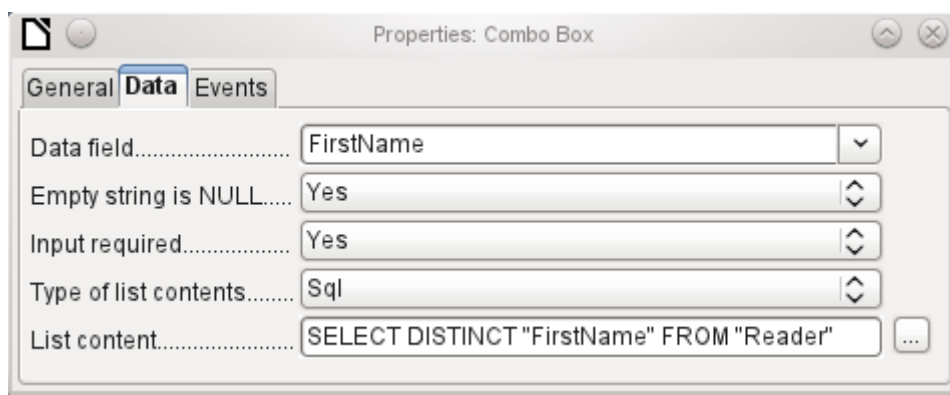 Properties: Combo Box
General Data Events
Data field.......................... FirstName
Empty string is NULL..... Yes
Input required.................. Yes
Type of list contents........ Sql
List content....................... SELECT DISTINCT "FirstName" FROM "Reader" ...